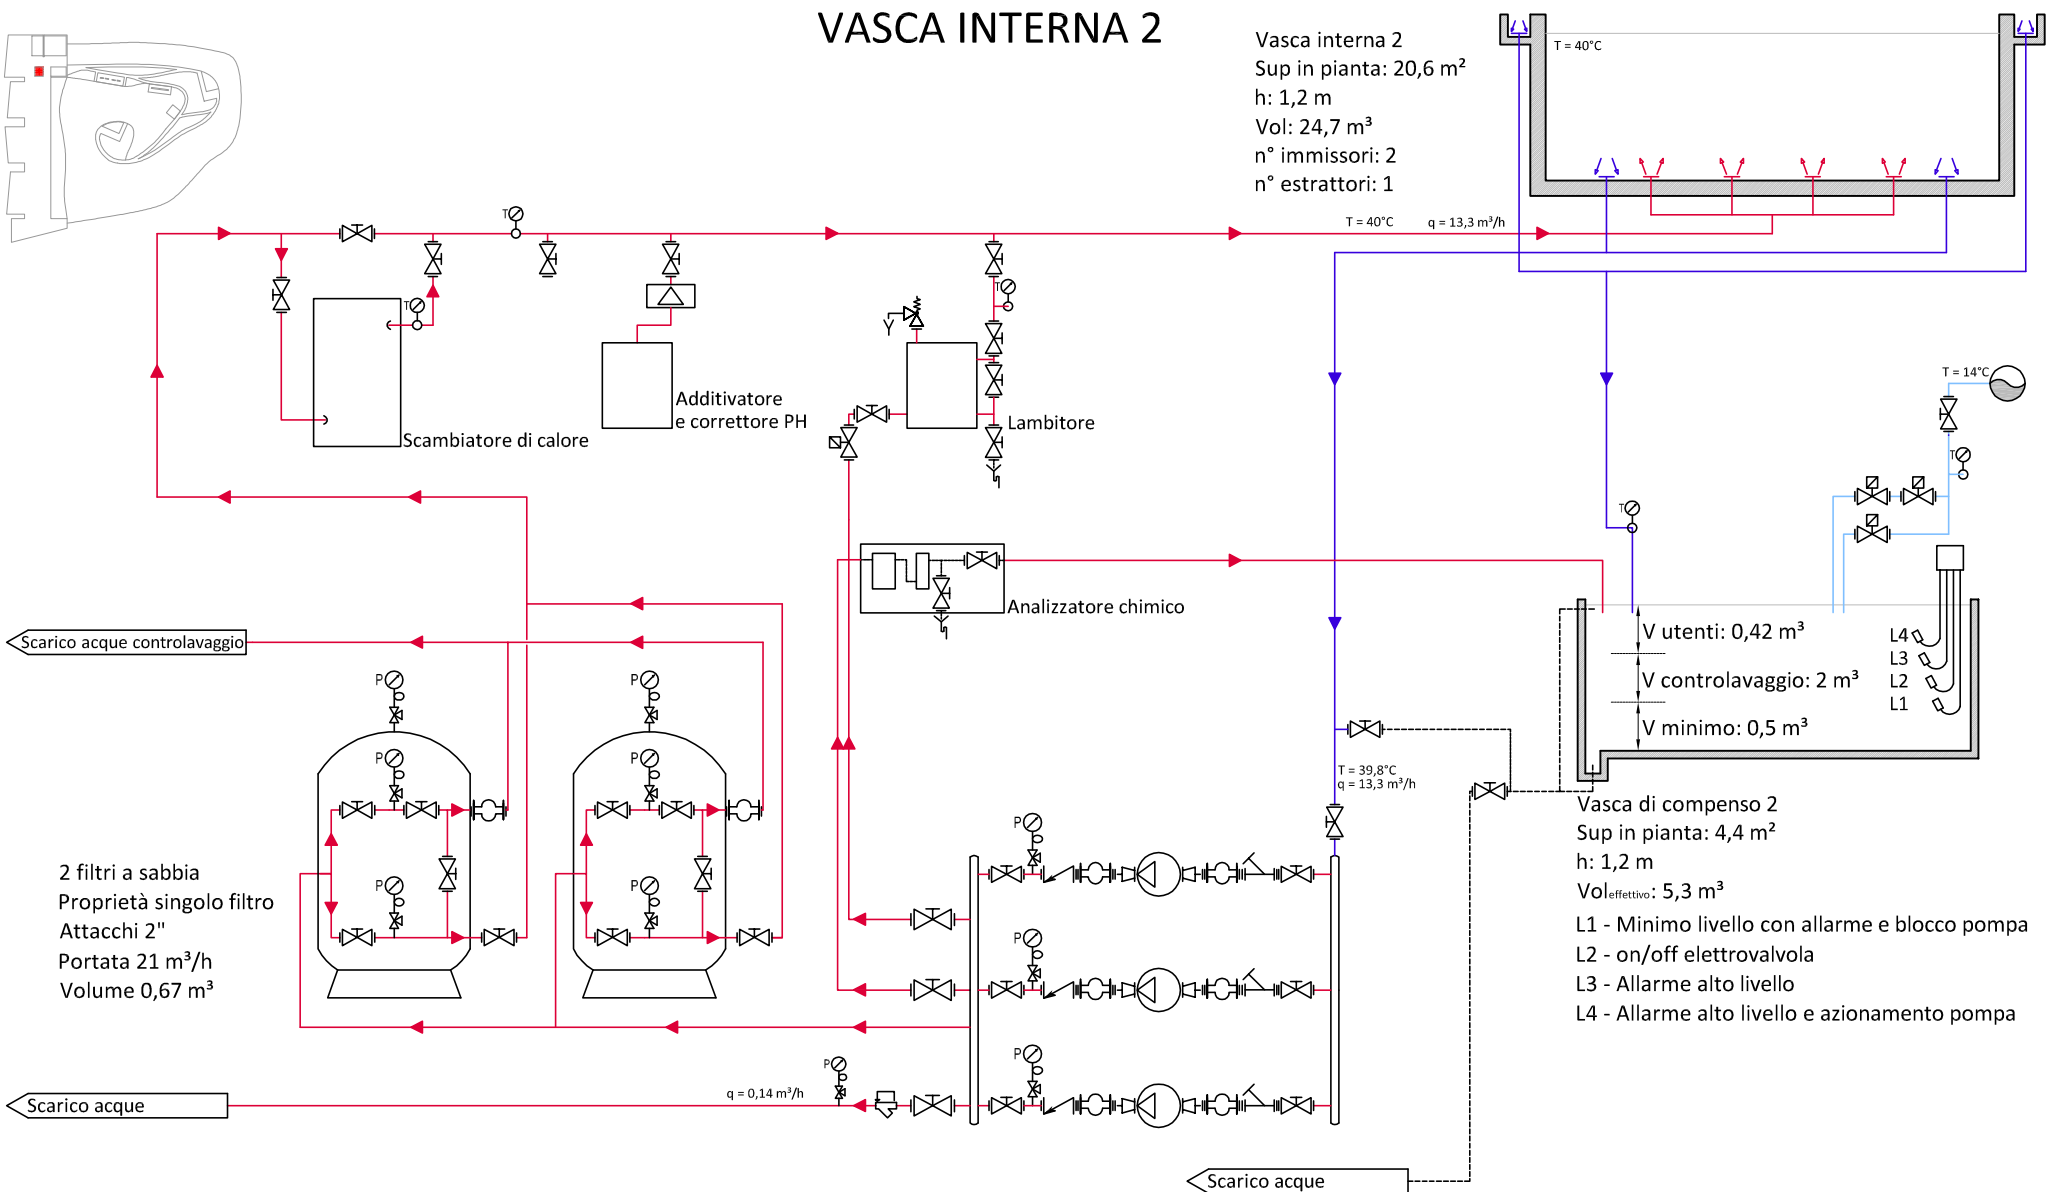 VASCA INTERNA 2
Vasca interna 2
Sup in pianta: 20,6 m²
h: 1,2 m
Vol: 24,7 m³
n° immissori: 2
n° estrattori: 1
T = 40°C
T = 40°C
q = 13,3 m³/h
T
T
T
T = 14°C
T
T
Scambiatore di calore
Additivatore
e correttore PH
Lambitore
Analizzatore chimico
Scarico acque controlavaggio
P
P
P
P
P
P
V utenti: 0,42 m³
V controlavaggio: 2 m³
V minimo: 0,5 m³
L4
L3
L2
L1
T = 39,8°C
q = 13,3 m³/h
2 filtri a sabbia
Proprietà singolo filtro
Attacchi 2"
Portata 21 m³/h
Volume 0,67 m³
P
P
P
P
Vasca di compenso 2
Sup in pianta: 4,4 m²
h: 1,2 m
Voleffettivo: 5,3 m³
L1 - Minimo livello con allarme e blocco pompa
L2 - on/off elettrovalvola
L3 - Allarme alto livello
L4 - Allarme alto livello e azionamento pompa
q = 0,14 m³/h
Scarico acque
Scarico acque